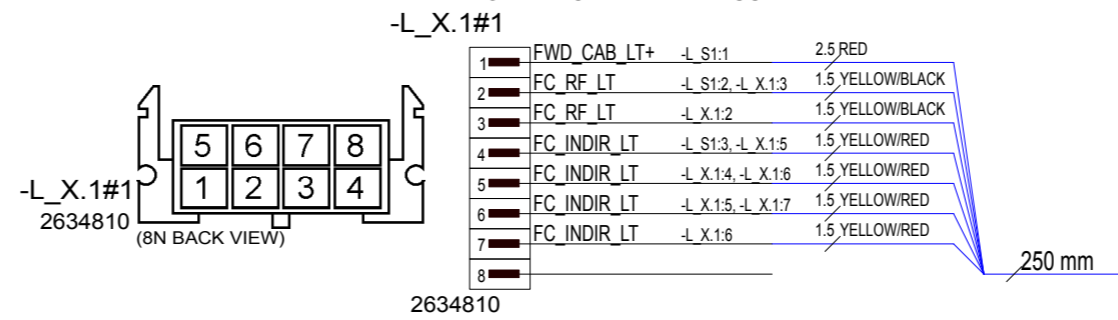 -L_X.1#1
1 FWD_CAB_LT+ -L_S1:1 2.5 RED
2 FC_RF_LT -L_S1:2, -L_X.1:3 1.5 YELLOW/BLACK
3 FC_RF_LT -L_X.1:2 1.5 YELLOW/BLACK
4 FC_INDIR_LT -L_S1:3, -L_X.1:5 1.5 YELLOW/RED
5 FC_INDIR_LT -L_X.1:4, -L_X.1:6 1.5 YELLOW/RED
6 FC_INDIR_LT -L_X.1:5, -L_X.1:7 1.5 YELLOW/RED
7 FC_INDIR_LT -L_X.1:6 1.5 YELLOW/RED
8
250 mm
2634810
5 6 7 8
1 2 3 4
-L_X.1#1
2634810
(8N BACK VIEW)